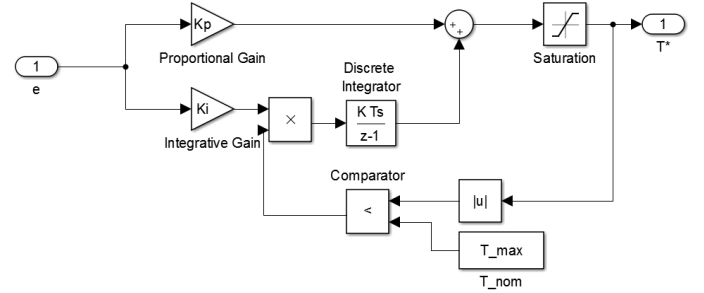 Kp
Proportional Gain
1
e
Ki
Integrative Gain
×
Discrete
Integrator
K Ts
z-1
+
+
Saturation
1
T*
Comparator
<
|u|
T_max
T_nom